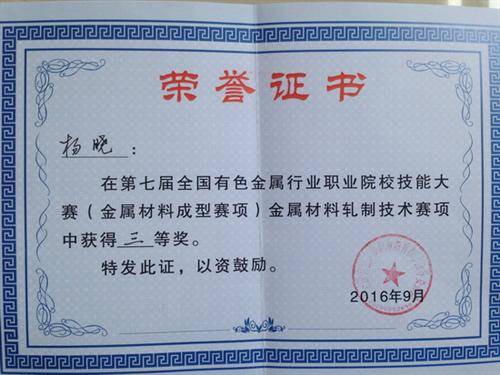 荣誉证书
杨晓：
在第七届全国有色金属行业职业院校技能大
赛（金属材料成型赛项）金属材料轧制技术赛项
中获得 三 等奖。
特发此证，以资鼓励。
2016年9月